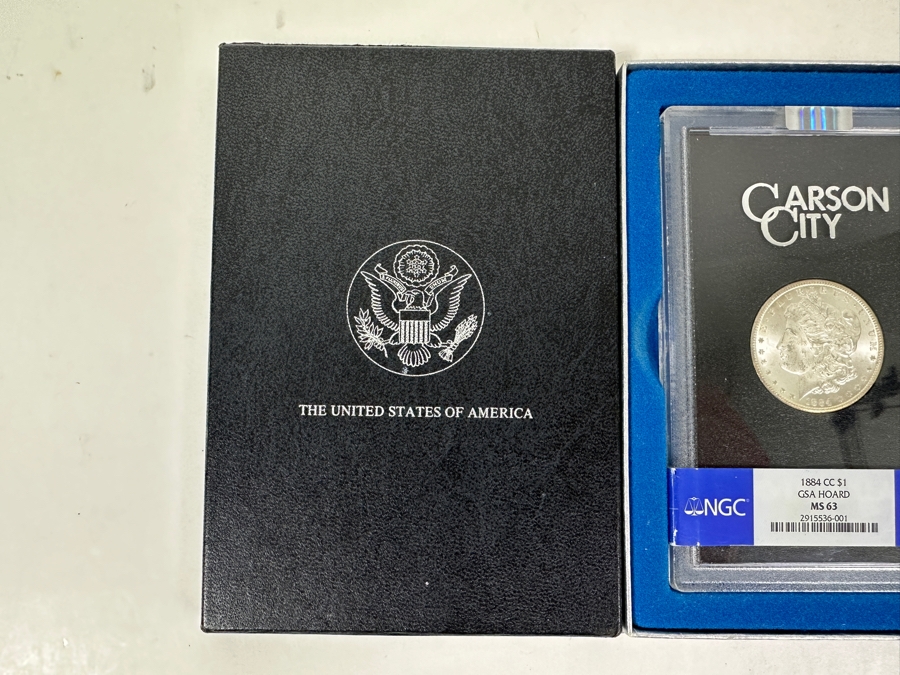 THE UNITED STATES OF AMERICA
CARSON
CITY
NGC
1884 CC $1
GSA HOARD
MS 63
2915536-001